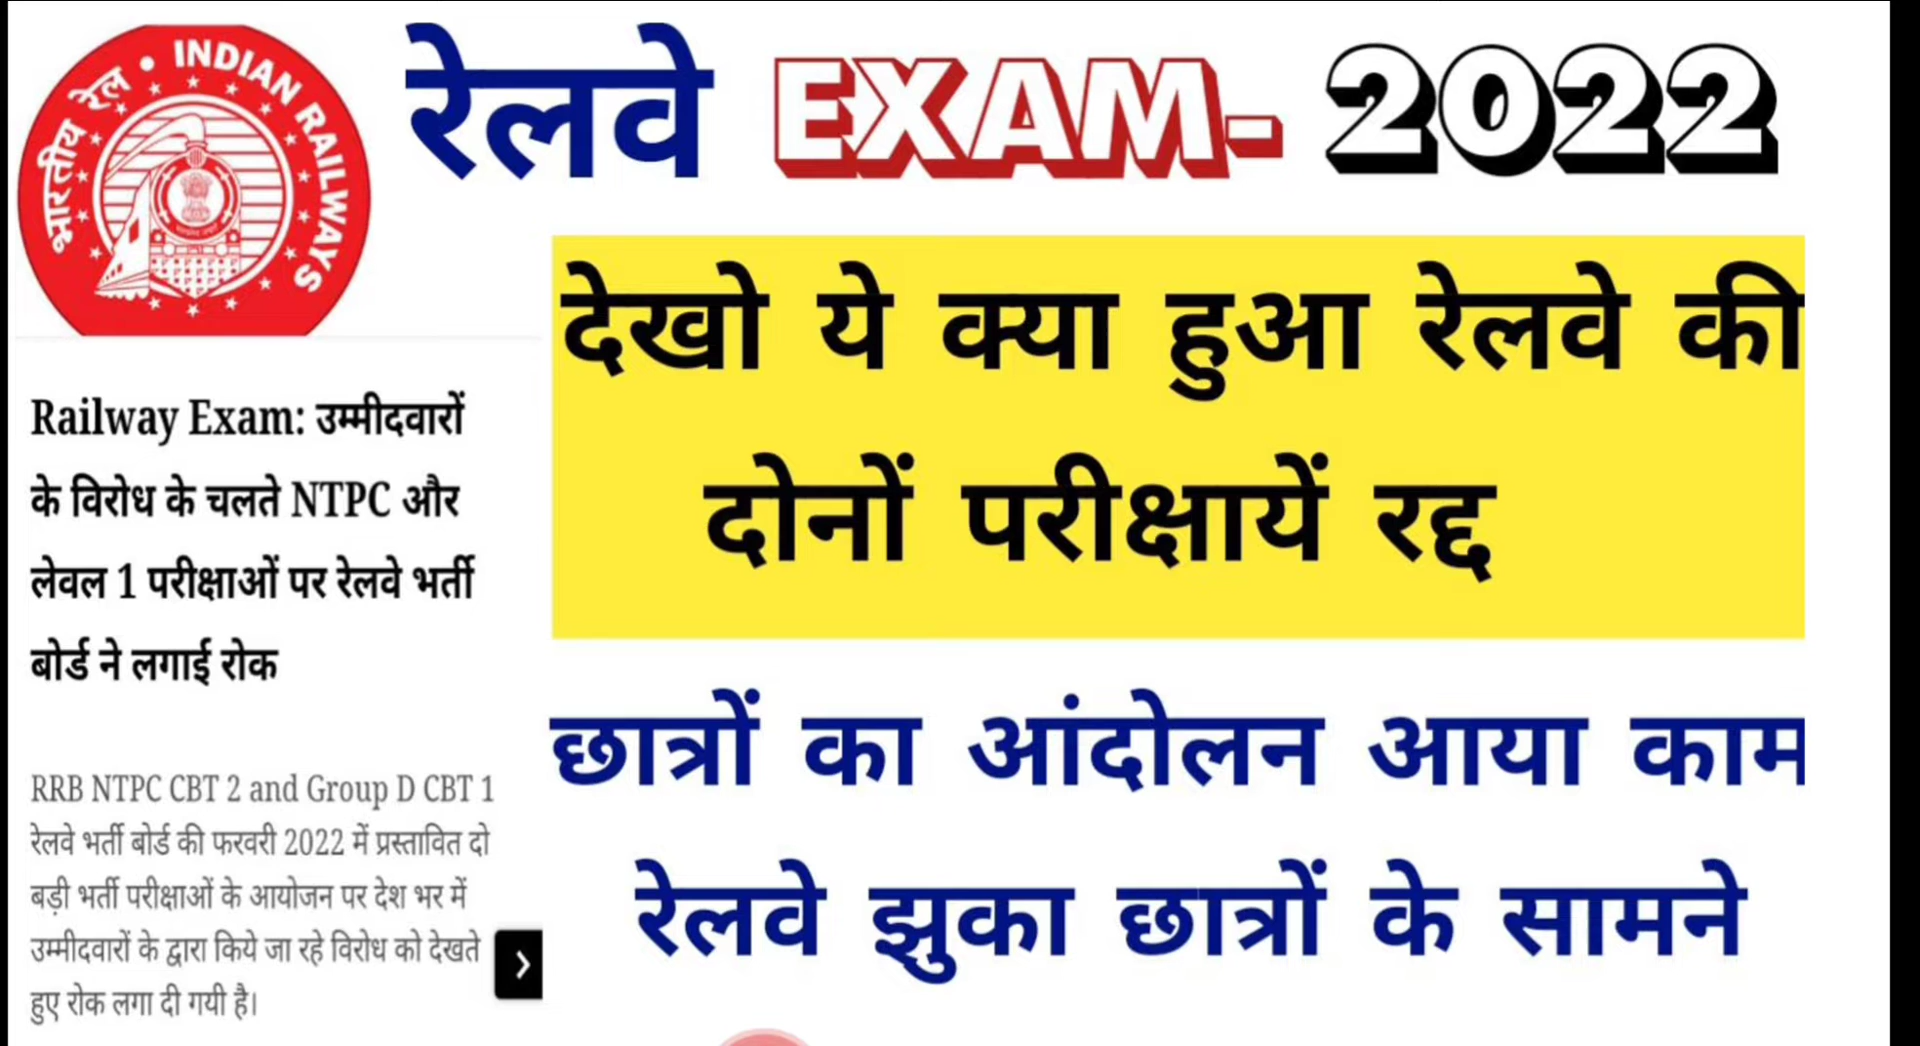 भारतीय रेल • INDIAN RAILWAYS
रेलवे EXAM- 2022
Railway Exam: उम्मीदवारों
के विरोध के चलते NTPC और
लेवल 1 परीक्षाओं पर रेलवे भर्ती
बोर्ड ने लगाई रोक
RRB NTPC CBT 2 and Group D CBT 1
रेलवे भर्ती बोर्ड की फरवरी 2022 में प्रस्तावित दो
बड़ी भर्ती परीक्षाओं के आयोजन पर देश भर में
उम्मीदवारों के द्वारा किये जा रहे विरोध को देखते
हुए रोक लगा दी गयी है।
देखो ये क्या हुआ रेलवे की
दोनों परीक्षायें रद्द
छात्रों का आंदोलन आया काम
रेलवे झुका छात्रों के सामने